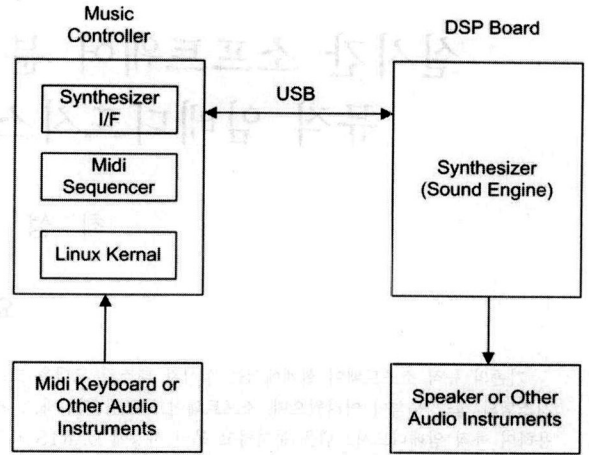 Music
Controller
DSP Board
Synthesizer
I/F
Midi
Sequencer
Linux Kernal
USB
Synthesizer
(Sound Engine)
Midi Keyboard or
Other Audio
Instruments
Speaker or Other
Audio Instruments